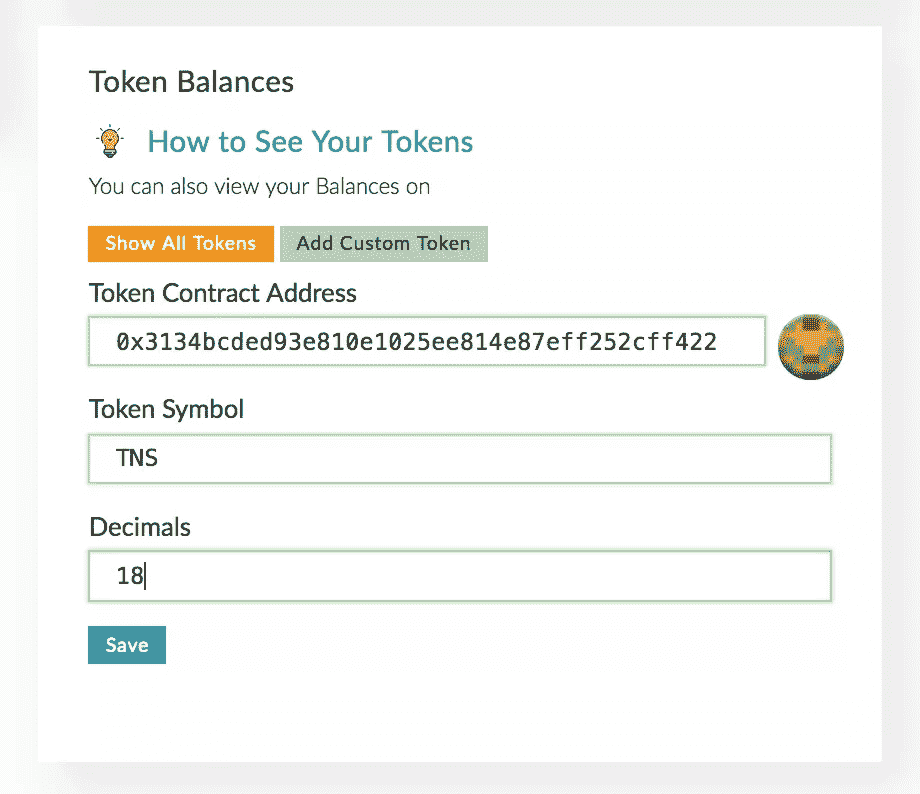 Token Balances
How to See Your Tokens
You can also view your Balances on
Show All Tokens Add Custom Token
Token Contract Address
0x3134bcded93e810e1025ee814e87eff252cff422
Token Symbol
TNS
Decimals
18
Save